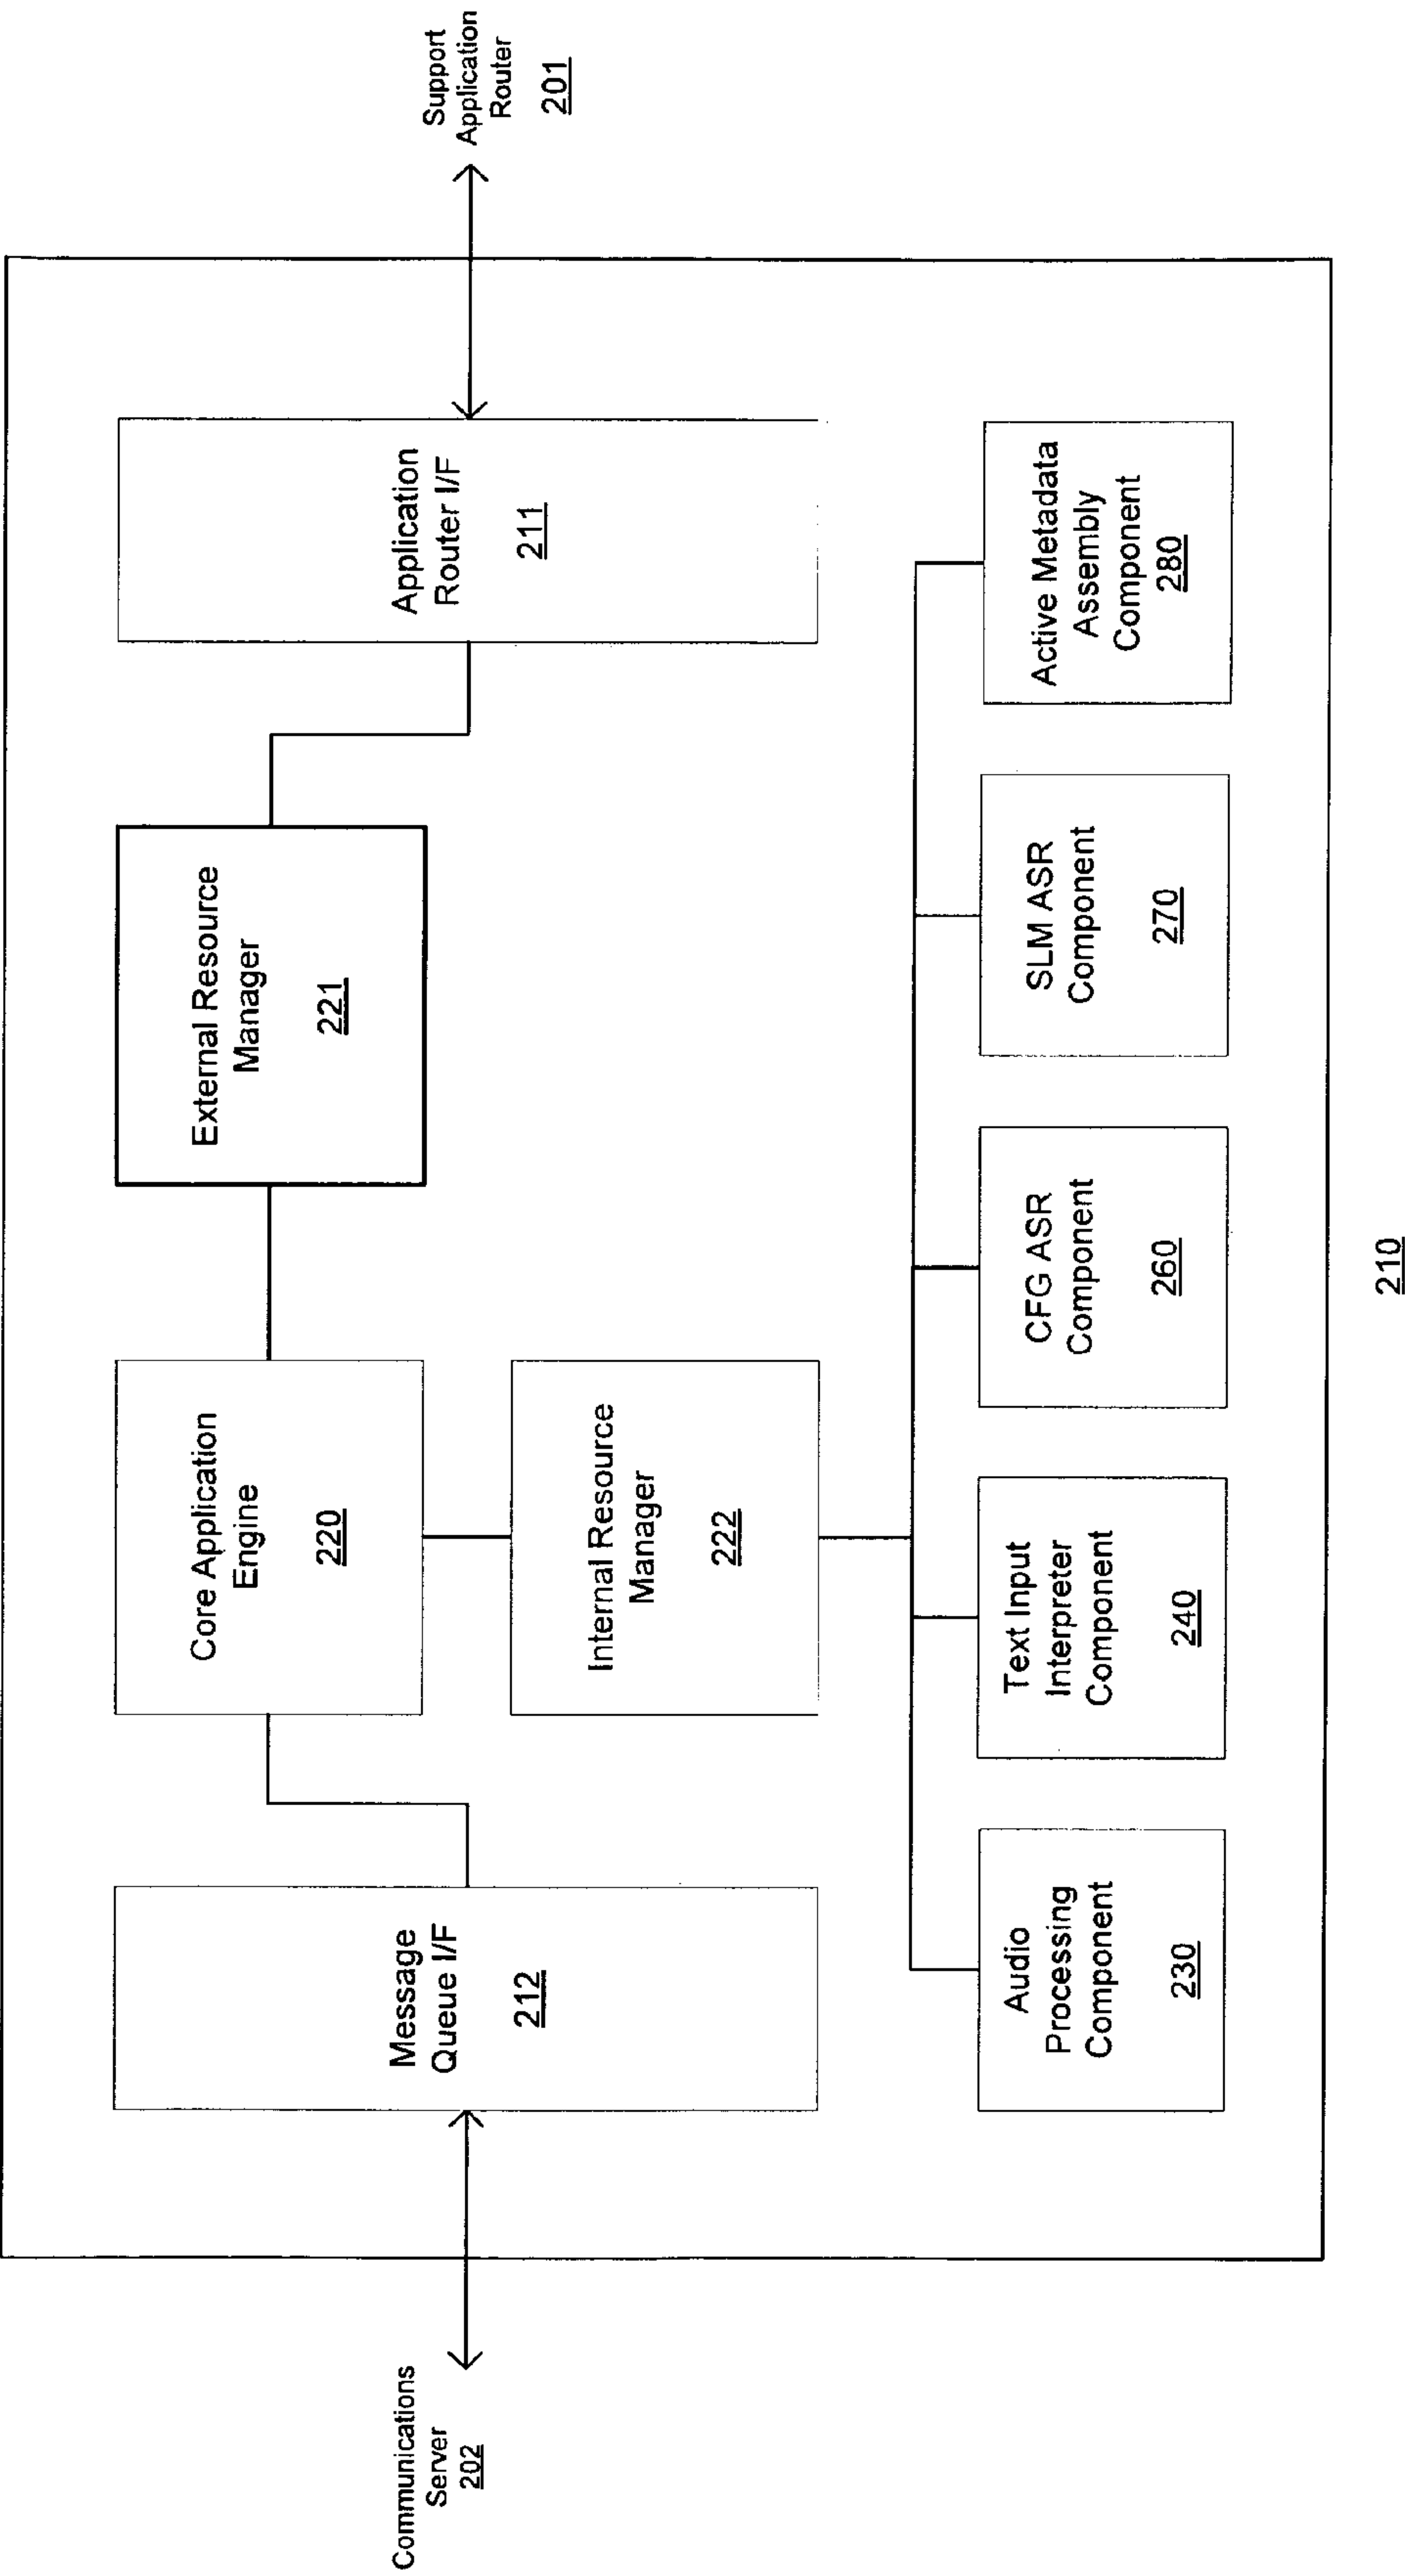 Communications
Server
202
Message
Queue I/F
212
Core Application
Engine
220
External Resource
Manager
221
Application
Router I/F
211
Support
Application
Router
201
Internal Resource
Manager
222
Audio
Processing
Component
230
Text Input
Interpreter
Component
240
CFG ASR
Component
260
SLM ASR
Component
270
Active Metadata
Assembly
Component
280
210